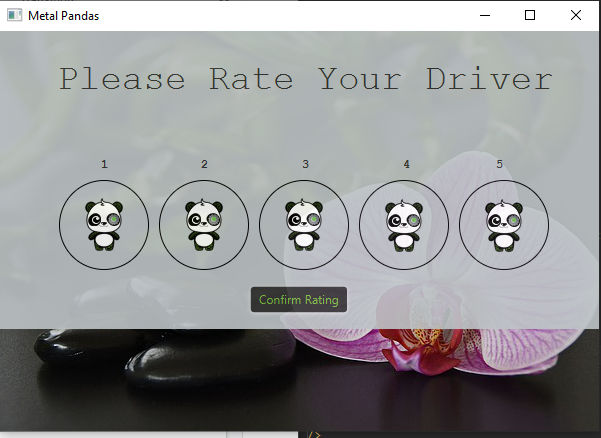 Metal Pandas
Please Rate Your Driver
1 2 3 4 5
Confirm Rating
/>